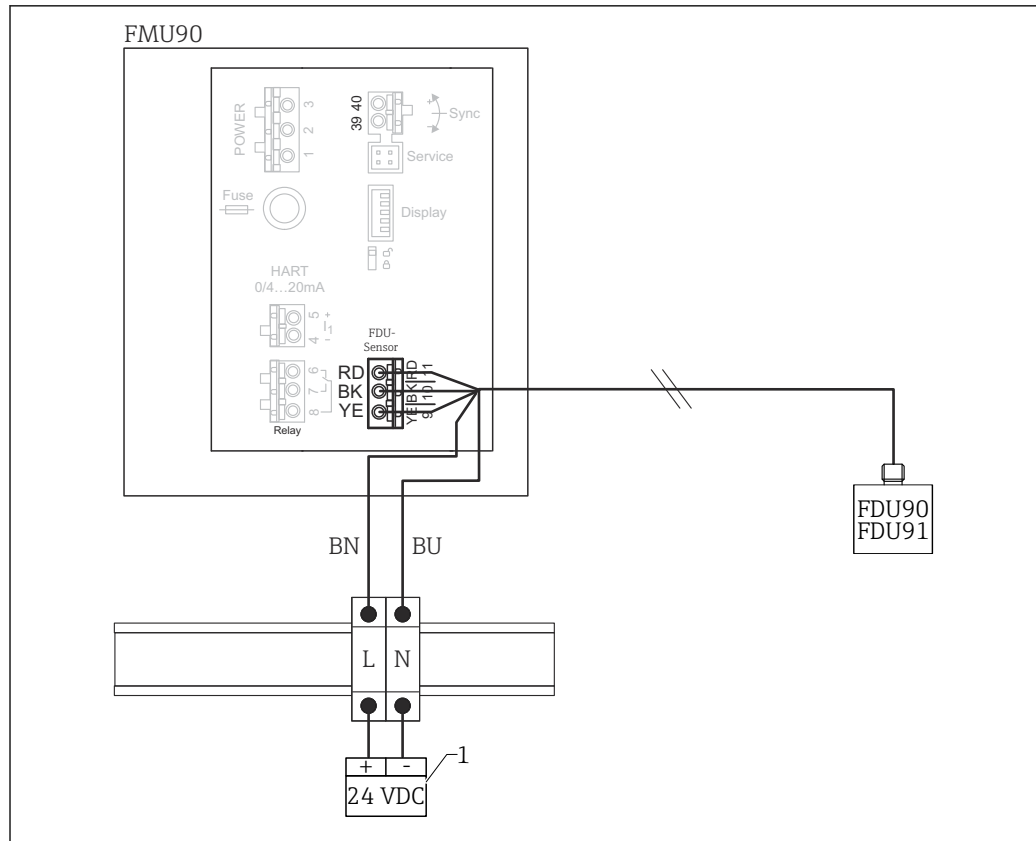 FMU90
POWER
3
2
1
39 40
+
-
Sync
Service
Fuse
Display
HART
0/4...20mA
5
4
+
I1
-
FDU-
Sensor
RD
BK
YE
RD
BK
YE
11
10
9
6
7
8
Relay
FDU90
FDU91
BN
BU
L
N
+
-
1
24 VDC